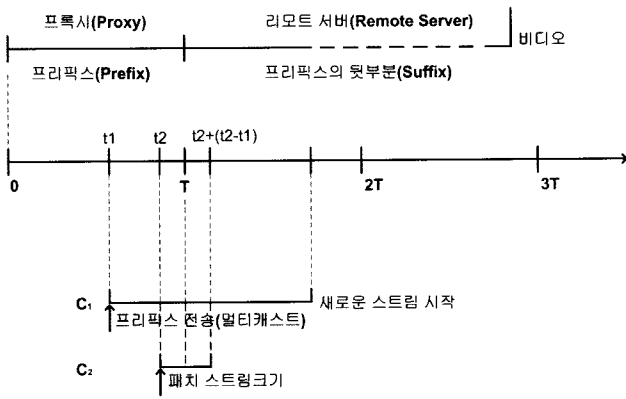 프록시(Proxy) 리모트 서버(Remote Server)
비디오
프리픽스(Prefix) 프리픽스의 뒷부분(Suffix)
t1 t2 t2+(t2-t1)
0 T 2T 3T
C₁ 새로운 스트림 시작
프리픽스 전송(멀티캐스트)
C₂ 패치 스트링크기